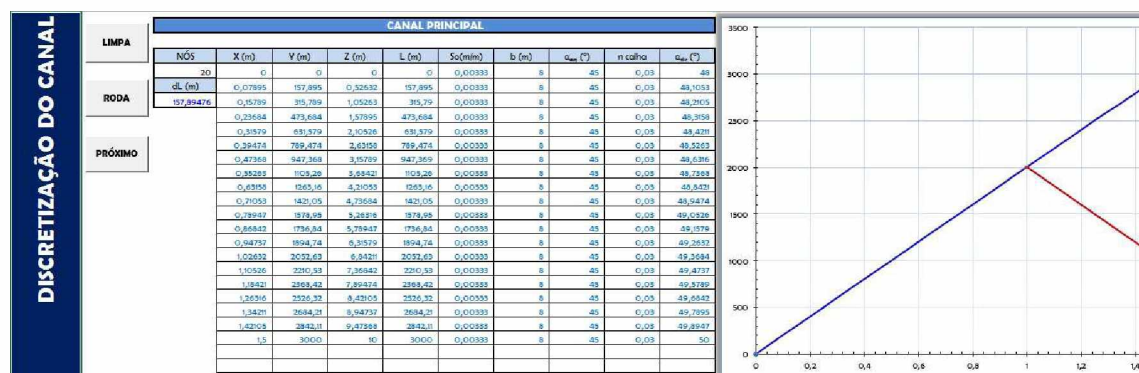 DISCRETIZAÇÃO DO CANAL
LIMPA
RODA
PRÓXIMO
CANAL PRINCIPAL
NÓS X (m) Y (m) Z (m) L (m) So(m/m) b (m) n calha
20 0 0 0 0 0,00333 8 45 0,03 48
dL (m) 0,07895 157,895 0,52632 157,895 0,00333 8 45 0,03 48,1053
157,89476 0,15789 315,789 1,05263 315,79 0,00333 8 45 0,03 48,2105
0,23684 473,684 1,57895 473,684 0,00333 8 45 0,03 48,3158
0,31579 631,579 2,10526 631,579 0,00333 8 45 0,03 48,4211
0,39474 789,474 2,63158 789,474 0,00333 8 45 0,03 48,5263
0,47368 947,368 3,15789 947,369 0,00333 8 45 0,03 48,6316
0,55263 1105,26 3,68421 1105,26 0,00333 8 45 0,03 48,7368
0,63158 1263,16 4,21053 1263,16 0,00333 8 45 0,03 48,8421
0,71053 1421,05 4,73684 1421,05 0,00333 8 45 0,03 48,9474
0,78947 1578,95 5,26316 1578,95 0,00333 8 45 0,03 49,0526
0,86842 1736,84 5,78947 1736,84 0,00333 8 45 0,03 49,1579
0,94737 1894,74 6,31579 1894,74 0,00333 8 45 0,03 49,2632
1,02632 2052,63 6,84211 2052,63 0,00333 8 45 0,03 49,3684
1,10526 2210,53 7,36842 2210,53 0,00333 8 45 0,03 49,4737
1,18421 2368,42 7,89474 2368,42 0,00333 8 45 0,03 49,5789
1,26316 2526,32 8,42105 2526,32 0,00333 8 45 0,03 49,6842
1,34211 2684,21 8,94737 2684,21 0,00333 8 45 0,03 49,7895
1,42105 2842,11 9,47368 2842,11 0,00333 8 45 0,03 49,8947
1,5 3000 10 3000 0,00333 8 45 0,03 50
3500
3000
2500
2000
1500
1000
500
0
0 0,2 0,4 0,6 0,8 1 1,2 1,4